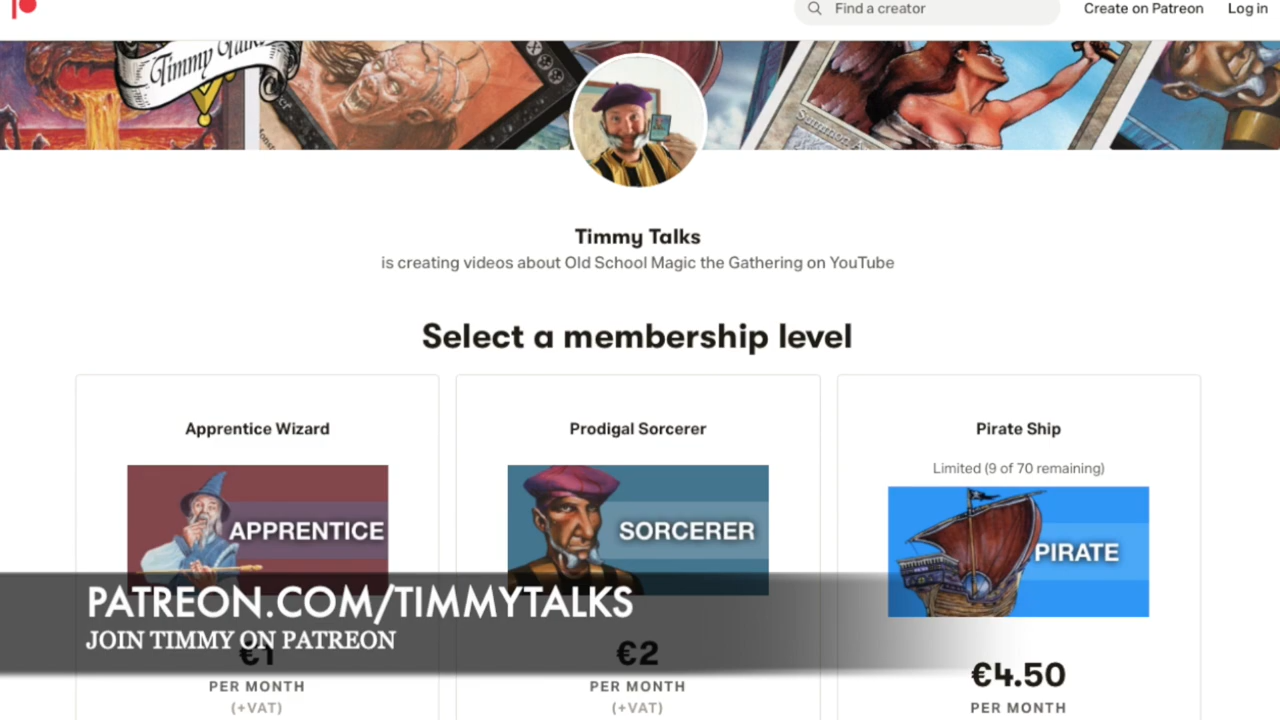 Find a creator
Create on Patreon
Log in
Timmy Talks
Summon
Timmy Talks
is creating videos about Old School Magic the Gathering on YouTube
Select a membership level
Apprentice Wizard
Prodigal Sorcerer
Pirate Ship
Limited (9 of 70 remaining)
APPRENTICE
SORCERER
PIRATE
PATREON.COM/TIMMYTALKS
JOIN TIMMY ON PATREON
€1
€2
€4.50
PER MONTH
PER MONTH
PER MONTH
(+VAT)
(+VAT)